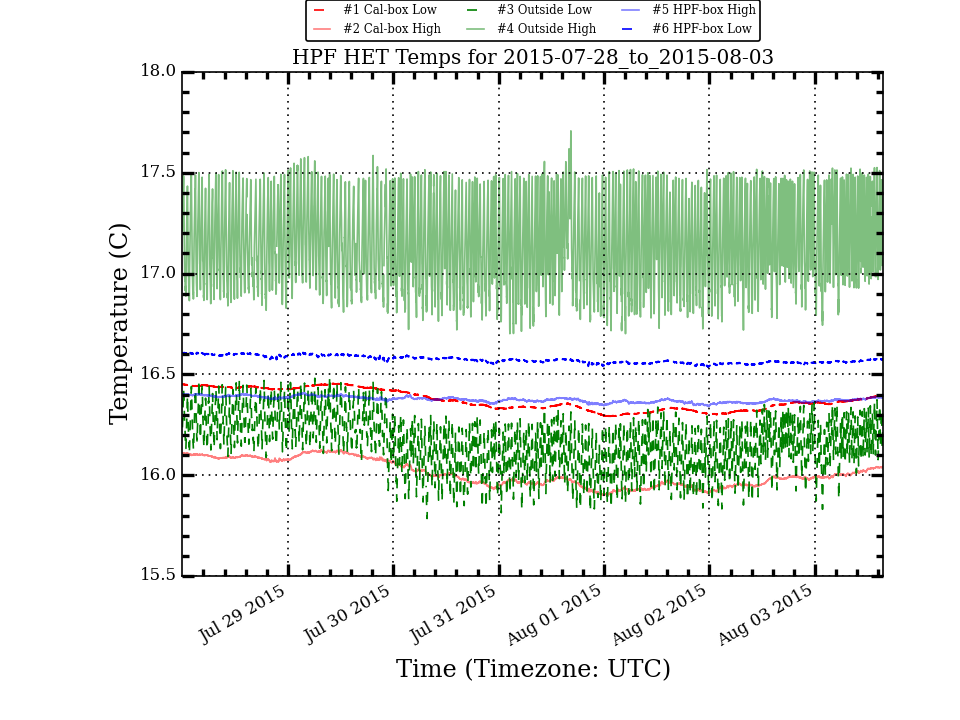 #1 Cal-box Low #3 Outside Low #5 HPF-box High
#2 Cal-box High #4 Outside High #6 HPF-box Low
HPF HET Temps for 2015-07-28_to_2015-08-03
18.0
17.5
17.0
16.5
16.0
15.5
Temperature (C)
Jul 29 2015 Jul 30 2015 Jul 31 2015 Aug 01 2015 Aug 02 2015 Aug 03 2015
Time (Timezone: UTC)